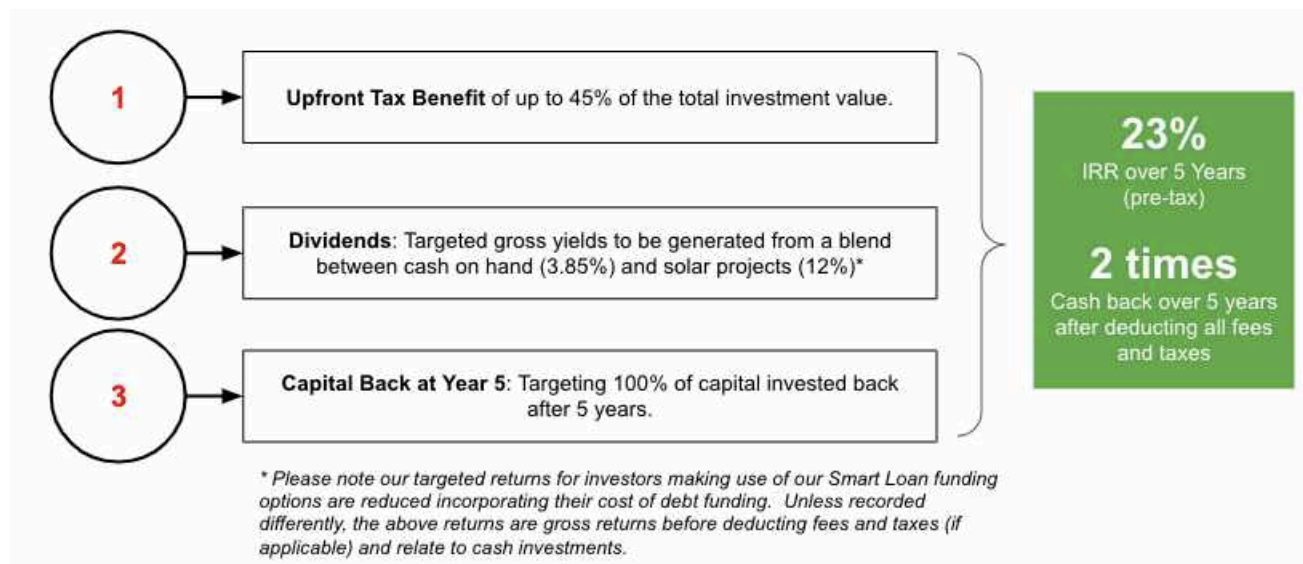 1
Upfront Tax Benefit of up to 45% of the total investment value.
2
Dividends: Targeted gross yields to be generated from a blend
between cash on hand (3.85%) and solar projects (12%)*
3
Capital Back at Year 5: Targeting 100% of capital invested back
after 5 years.
23%
IRR over 5 Years
(pre-tax)
2 times
Cash back over 5 years
after deducting all fees
and taxes
* Please note our targeted returns for investors making use of our Smart Loan funding
options are reduced incorporating their cost of debt funding.  Unless recorded
differently, the above returns are gross returns before deducting fees and taxes (if
applicable) and relate to cash investments.